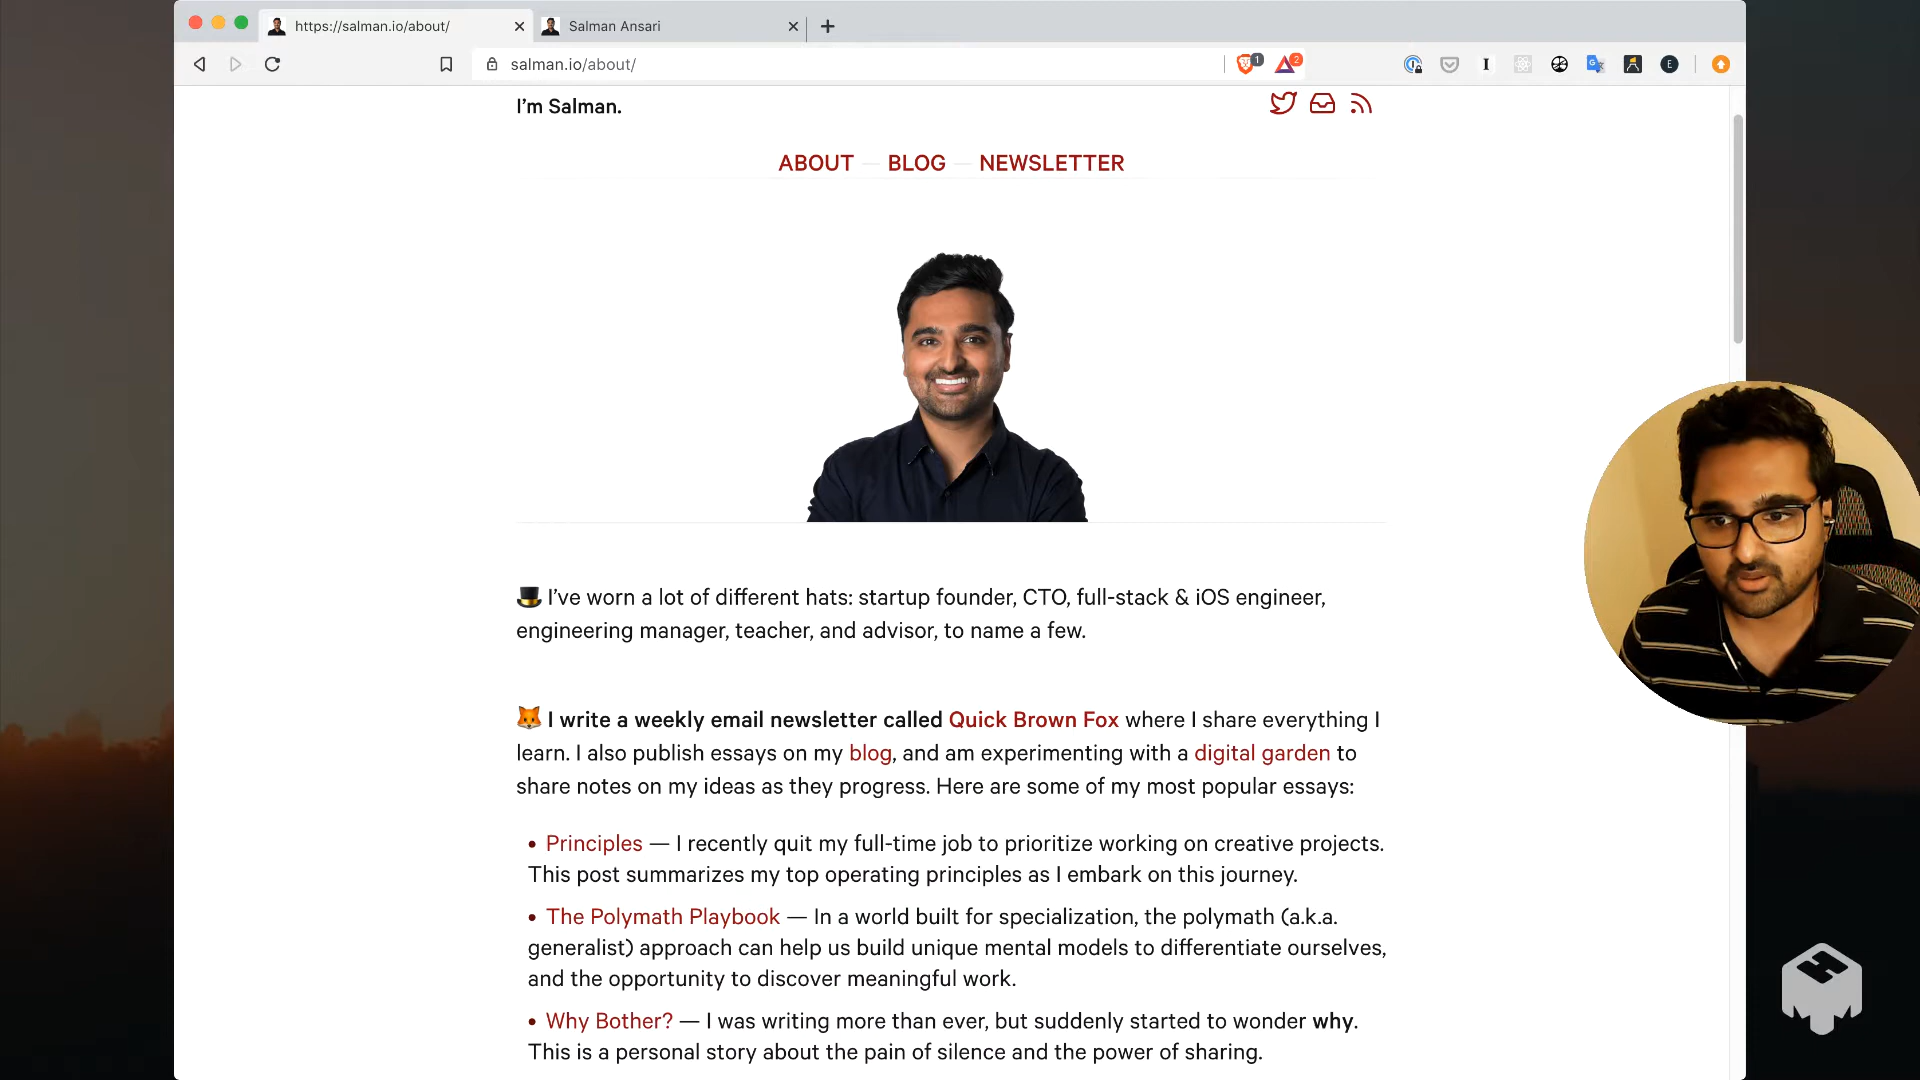 https://salman.io/about/
Salman Ansari
salman.io/about/
1
2
I
E
I'm Salman.
ABOUT — BLOG — NEWSLETTER
I've worn a lot of different hats: startup founder, CTO, full-stack & iOS engineer,
engineering manager, teacher, and advisor, to name a few.
I write a weekly email newsletter called Quick Brown Fox where I share everything I
learn. I also publish essays on my blog, and am experimenting with a digital garden to
share notes on my ideas as they progress. Here are some of my most popular essays:
• Principles — I recently quit my full-time job to prioritize working on creative projects.
This post summarizes my top operating principles as I embark on this journey.
• The Polymath Playbook — In a world built for specialization, the polymath (a.k.a.
generalist) approach can help us build unique mental models to differentiate ourselves,
and the opportunity to discover meaningful work.
• Why Bother? — I was writing more than ever, but suddenly started to wonder why.
This is a personal story about the pain of silence and the power of sharing.